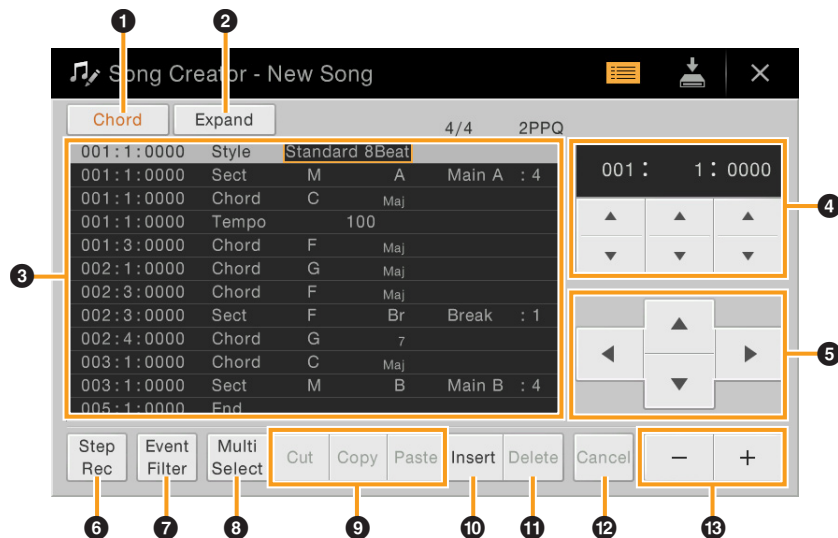 1 2
Song Creator - New Song
Chord Expand 4/4 2PPQ
001:1:0000 Style Standard 8Beat
001:1:0000 Sect M A Main A : 4
001:1:0000 Chord C Maj
001:1:0000 Tempo 100
001:3:0000 Chord F Maj
002:1:0000 Chord G Maj
002:3:0000 Chord F Maj
002:3:0000 Sect F Br Break : 1
002:4:0000 Chord G 7
003:1:0000 Chord C Maj
003:1:0000 Sect M B Main B : 4
005:1:0000 End
001: 1: 0000
4
3
5
Step Rec
Event Filter
Multi Select
Cut Copy Paste Insert Delete Cancel − +
6 7 8 9 10 11 12 13